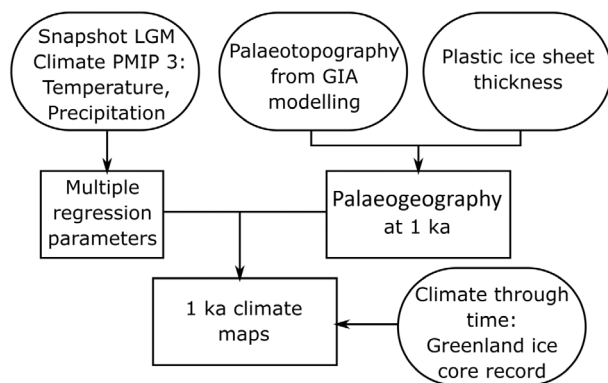 Snapshot LGM
Climate PMIP 3:
Temperature,
Precipitation
Palaeotopography
from GIA
modelling
Plastic ice sheet
thickness
Multiple
regression
parameters
Palaeogeography
at 1 ka
1 ka climate
maps
Climate through
time:
Greenland ice
core record